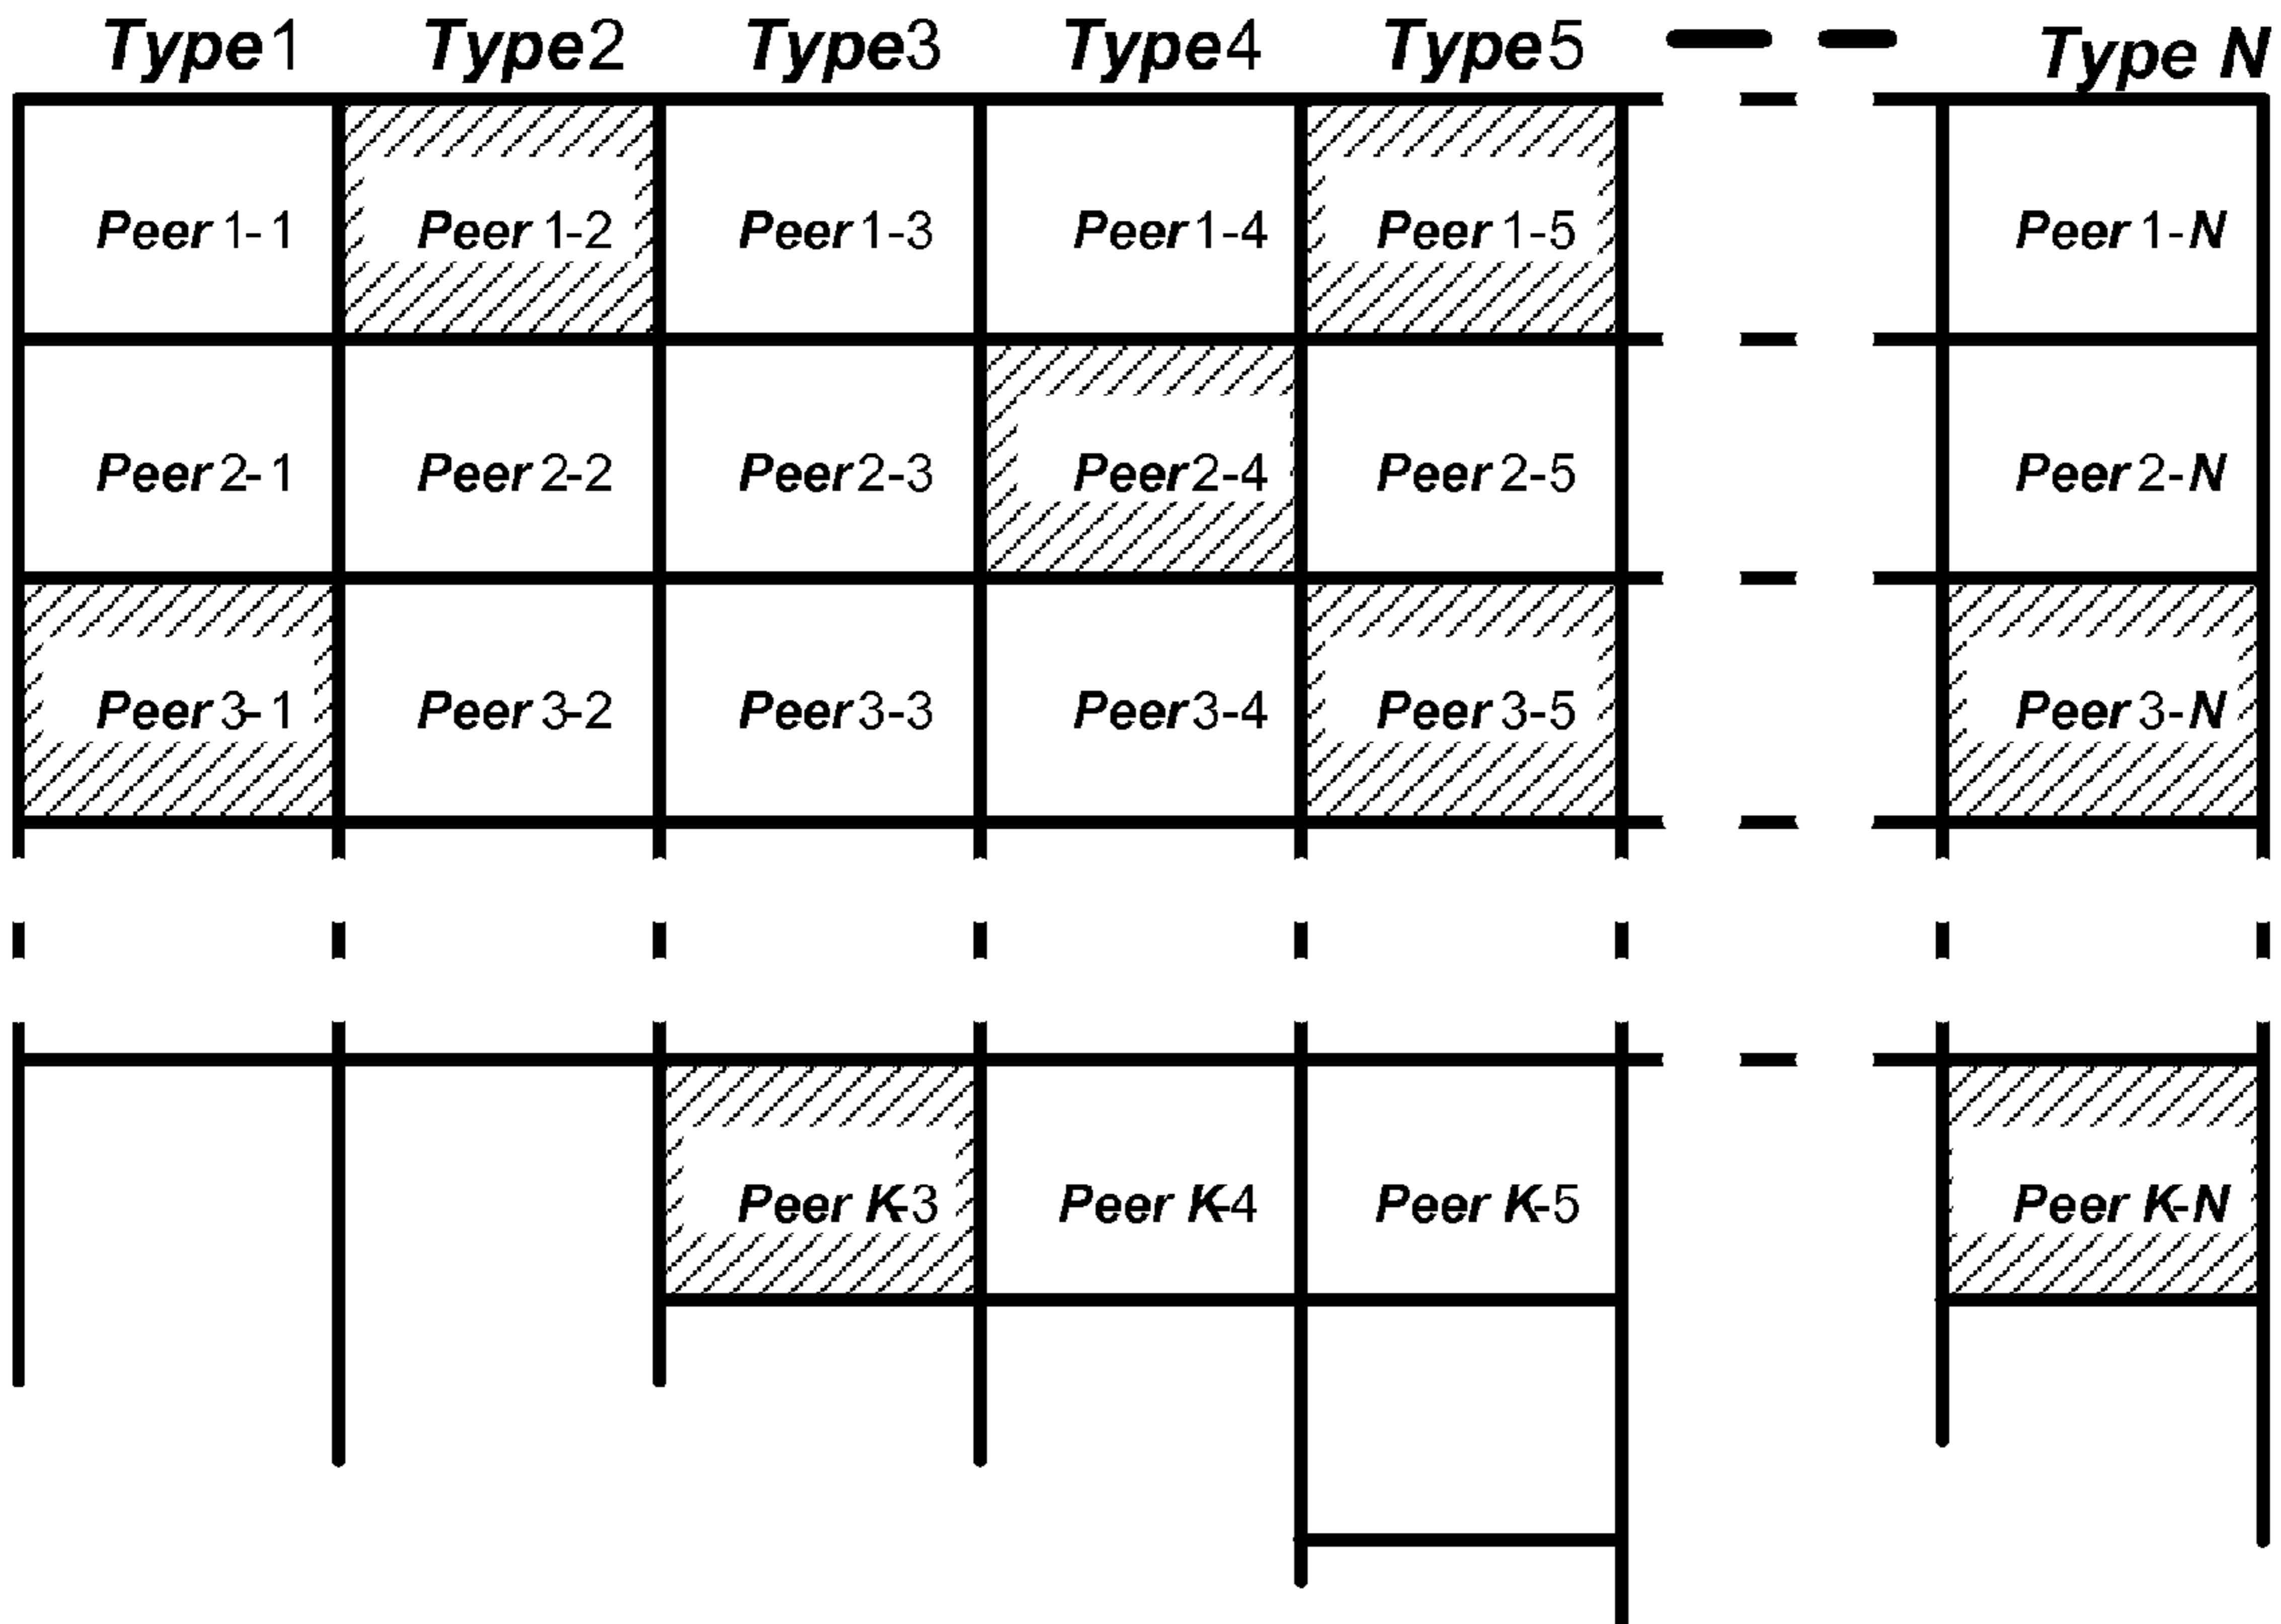 Type1 Type2 Type3 Type4 Type5 Type N
Peer 1-1 Peer 1-2 Peer 1-3 Peer 1-4 Peer 1-5 Peer 1-N
Peer 2-1 Peer 2-2 Peer 2-3 Peer 2-4 Peer 2-5 Peer 2-N
Peer 3-1 Peer 3-2 Peer 3-3 Peer 3-4 Peer 3-5 Peer 3-N
Peer K-3 Peer K-4 Peer K-5 Peer K-N